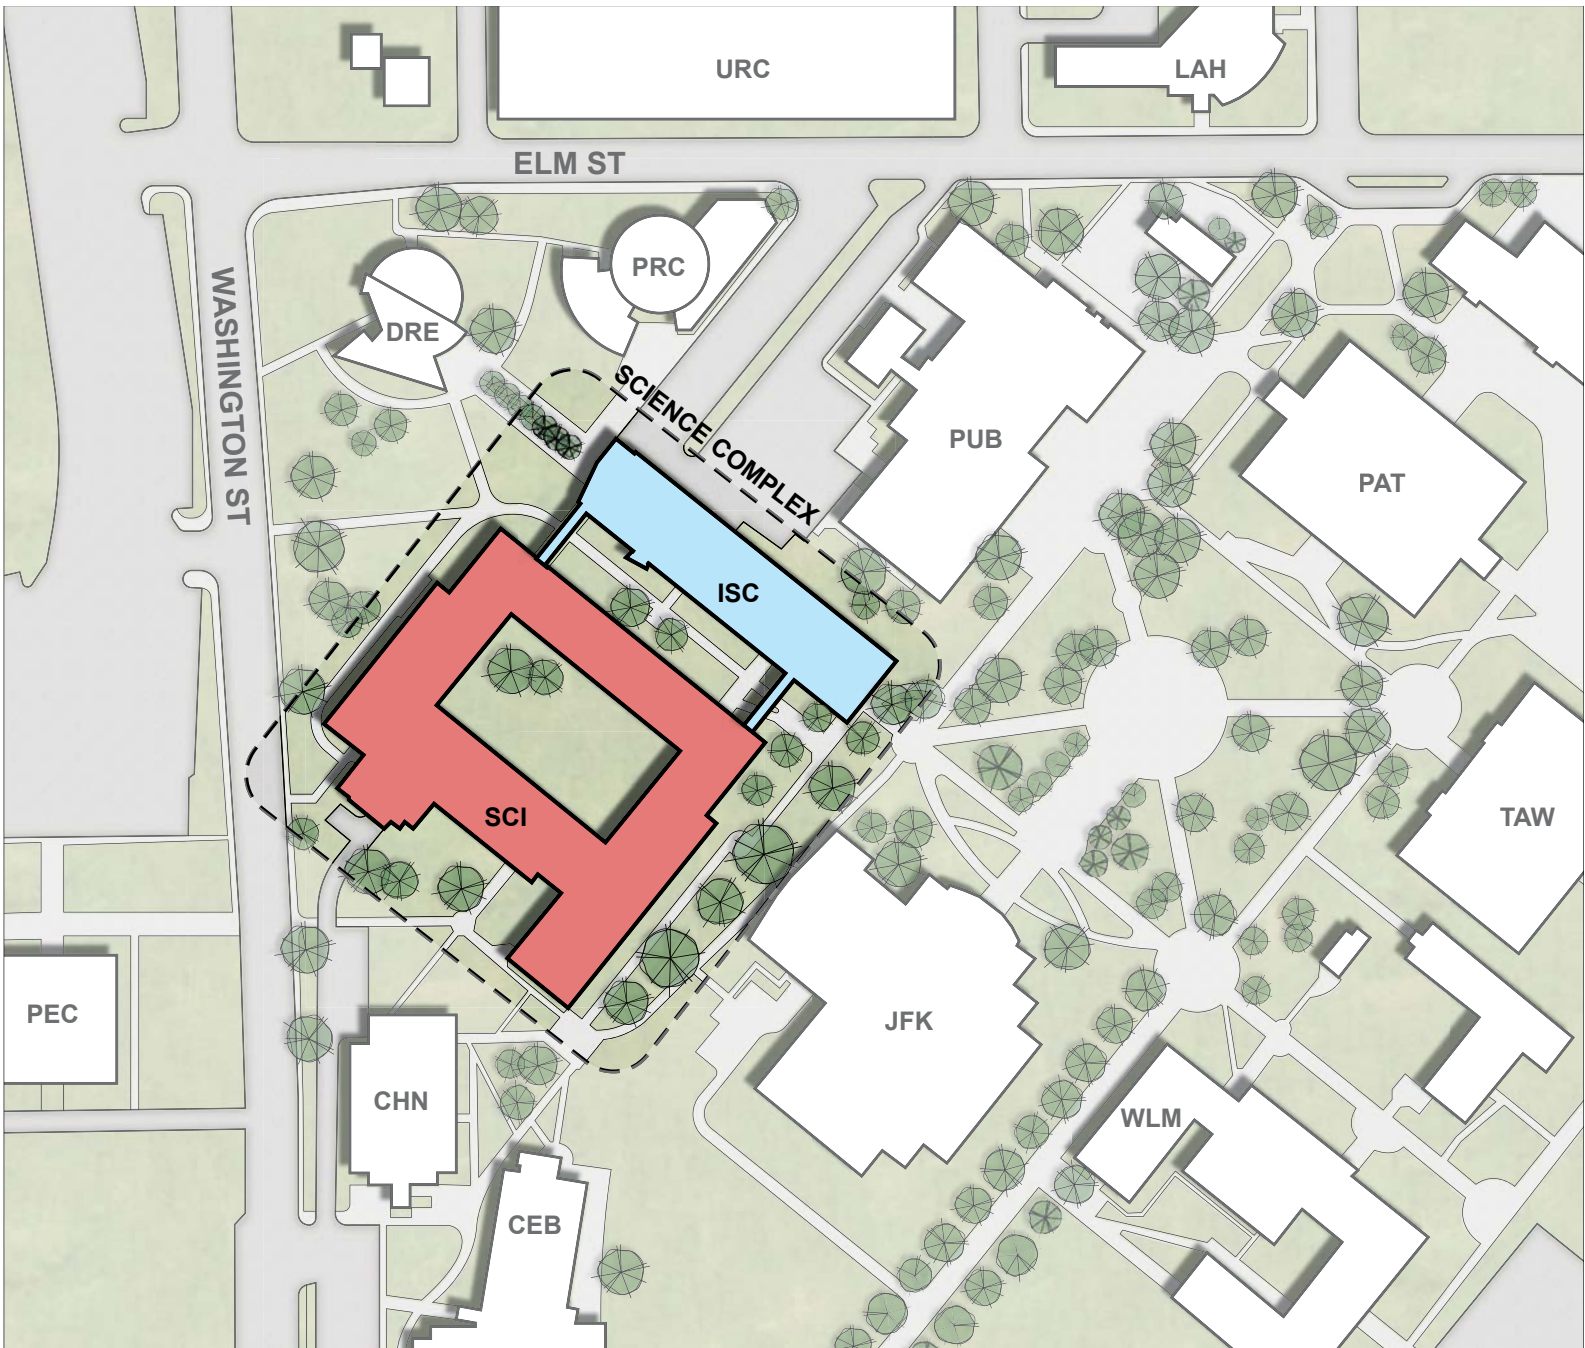 URC
LAH
ELM ST
PRC
DRE
WASHINGTON ST
SCIENCE COMPLEX
PUB
PAT
ISC
SCI
TAW
PEC
JFK
CHN
WLM
CEB